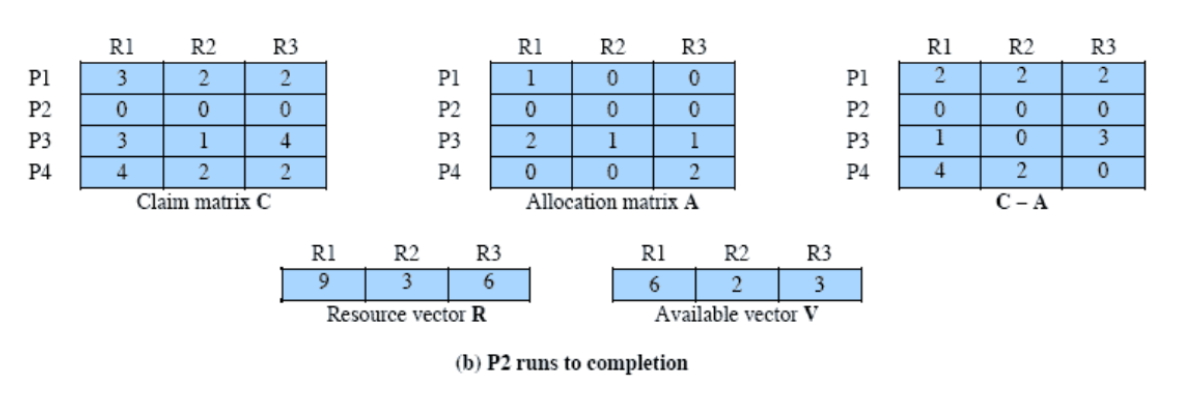 R1 R2 R3 R1 R2 R3 R1 R2 R3
P1 3 2 2 P1 1 0 0 P1 2 2 2
P2 0 0 0 P2 0 0 0 P2 0 0 0
P3 3 1 4 P3 2 1 1 P3 1 0 3
P4 4 2 2 P4 0 0 2 P4 4 2 0
Claim matrix C Allocation matrix A C – A
R1 R2 R3 R1 R2 R3
9 3 6 6 2 3
Resource vector R Available vector V
(b) P2 runs to completion